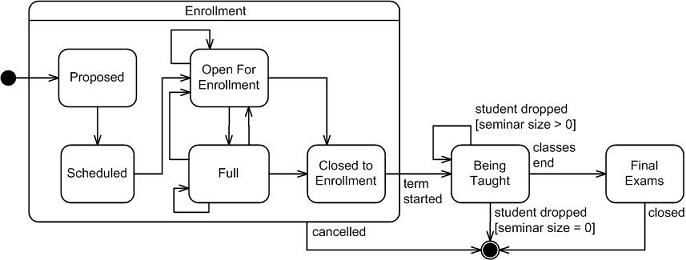 Enrollment
Proposed
Open For
Enrollment
Scheduled
Full
Closed to
Enrollment
term
started
student dropped
[seminar size > 0]
Being
Taught
classes
end
Final
Exams
student dropped
[seminar size = 0]
closed
cancelled